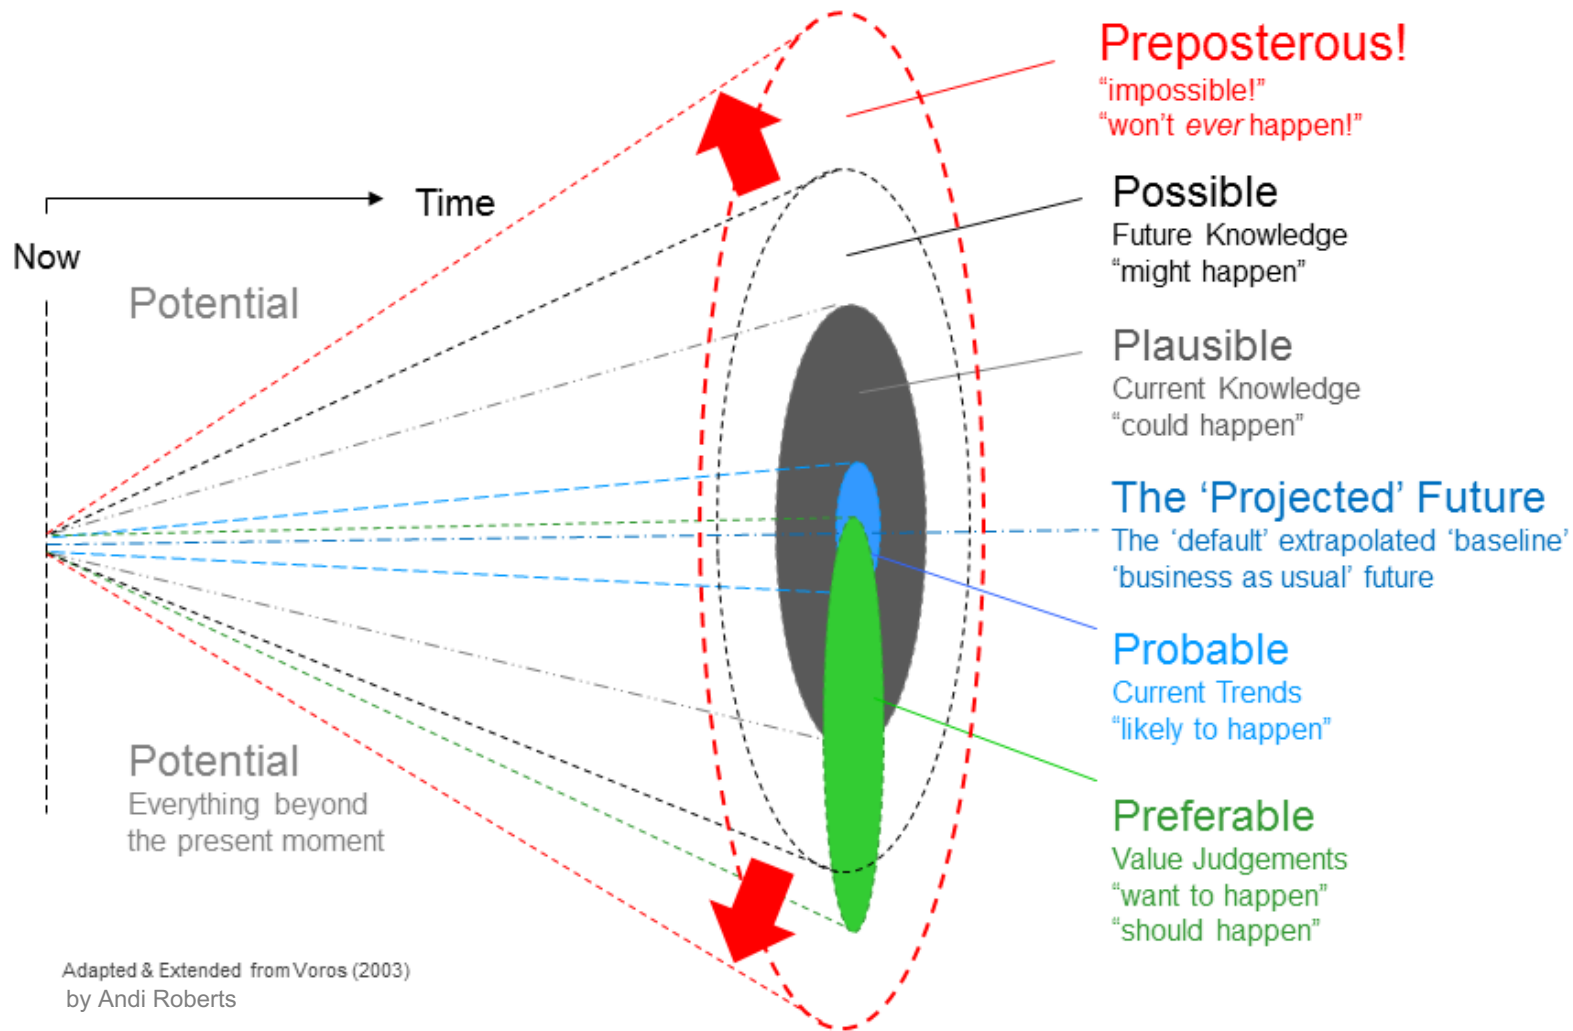 Preposterous!
“impossible!”
“won’t ever happen!”
Time
Now
Potential
Possible
Future Knowledge
“might happen”
Plausible
Current Knowledge
“could happen”
The ‘Projected’ Future
The ‘default’ extrapolated ‘baseline’
‘business as usual’ future
Probable
Current Trends
“likely to happen”
Potential
Everything beyond
the present moment
Preferable
Value Judgements
“want to happen”
“should happen”
Adapted & Extended from Voros (2003)
by Andi Roberts